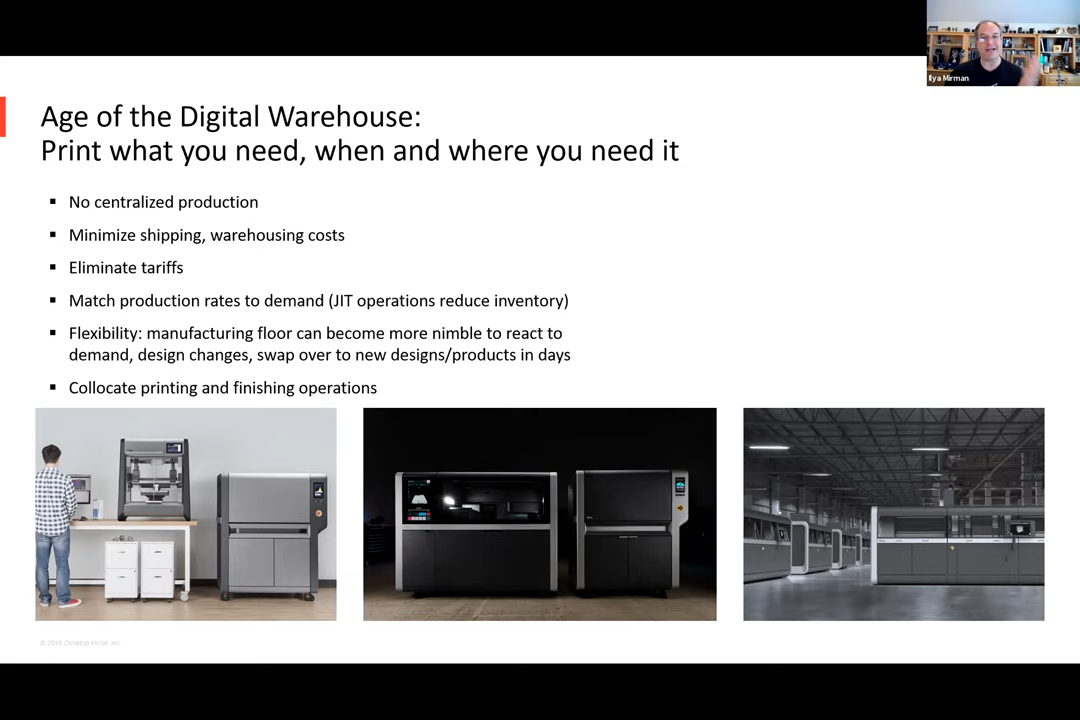 Ilya Mirman
Age of the Digital Warehouse:
Print what you need, when and where you need it
▪ No centralized production
▪ Minimize shipping, warehousing costs
▪ Eliminate tariffs
▪ Match production rates to demand (JIT operations reduce inventory)
▪ Flexibility: manufacturing floor can become more nimble to react to
demand, design changes, swap over to new designs/products in days
▪ Collocate printing and finishing operations